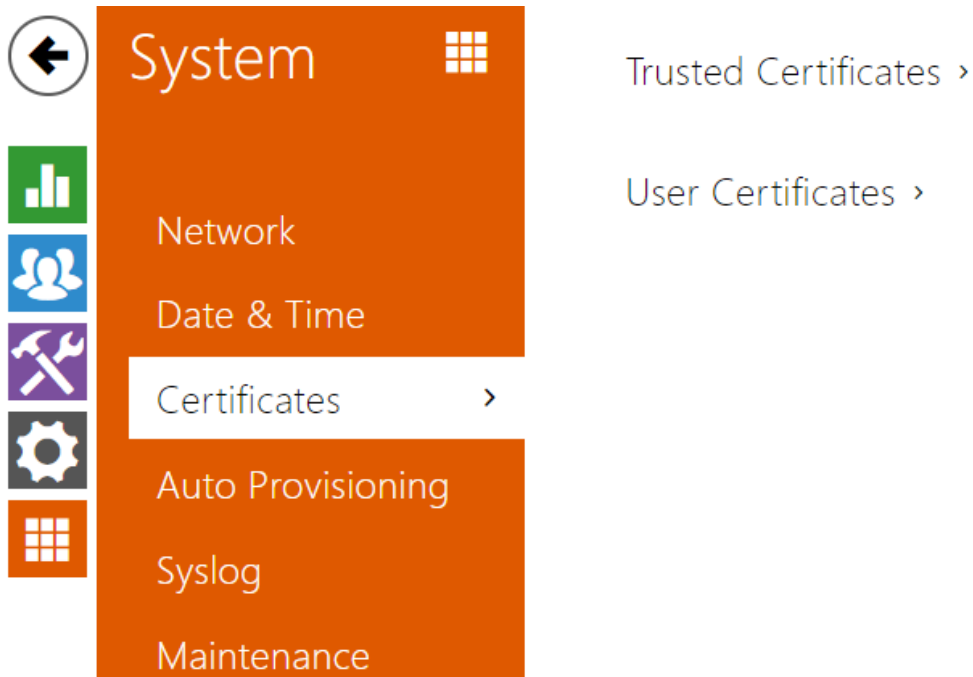 System
Network
Date & Time
Certificates
Auto Provisioning
Syslog
Maintenance
Trusted Certificates
User Certificates